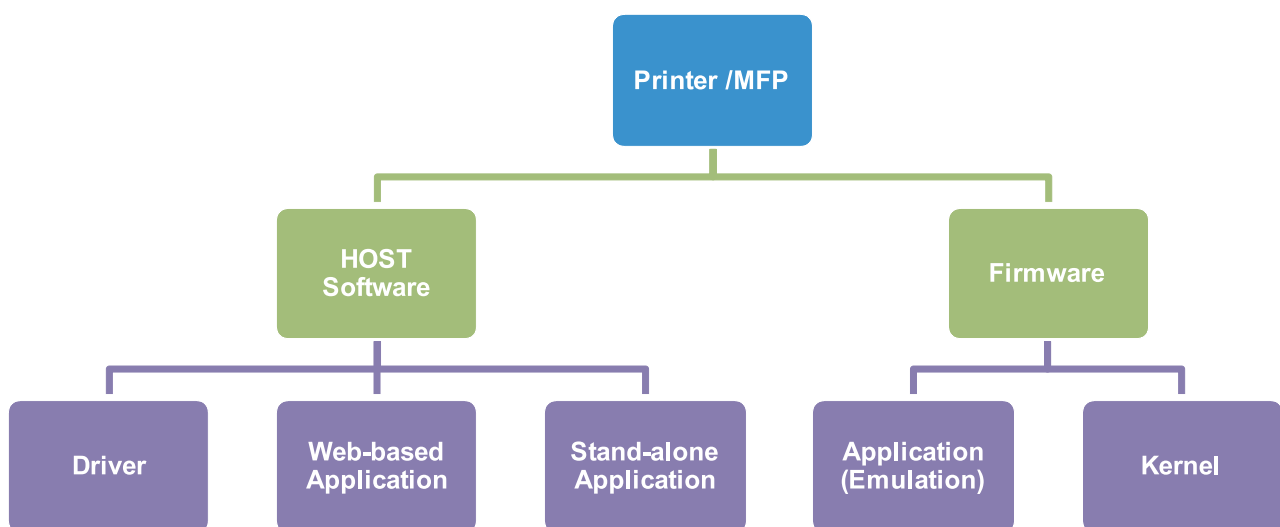 Printer /MFP
HOST
Software
Firmware
Driver
Web-based
Application
Stand-alone
Application
Application
(Emulation)
Kernel